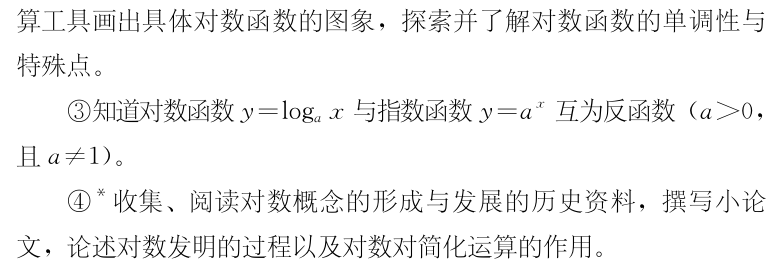 算工具画出具体对数函数的图象，探索并了解对数函数的单调性与
特殊点。
③知道对数函数 y=logₐ x 与指数函数 y=aˣ 互为反函数（a>0，
且 a≠1）。
④*收集、阅读对数概念的形成与发展的历史资料，撰写小论
文，论述对数发明的过程以及对数对简化运算的作用。